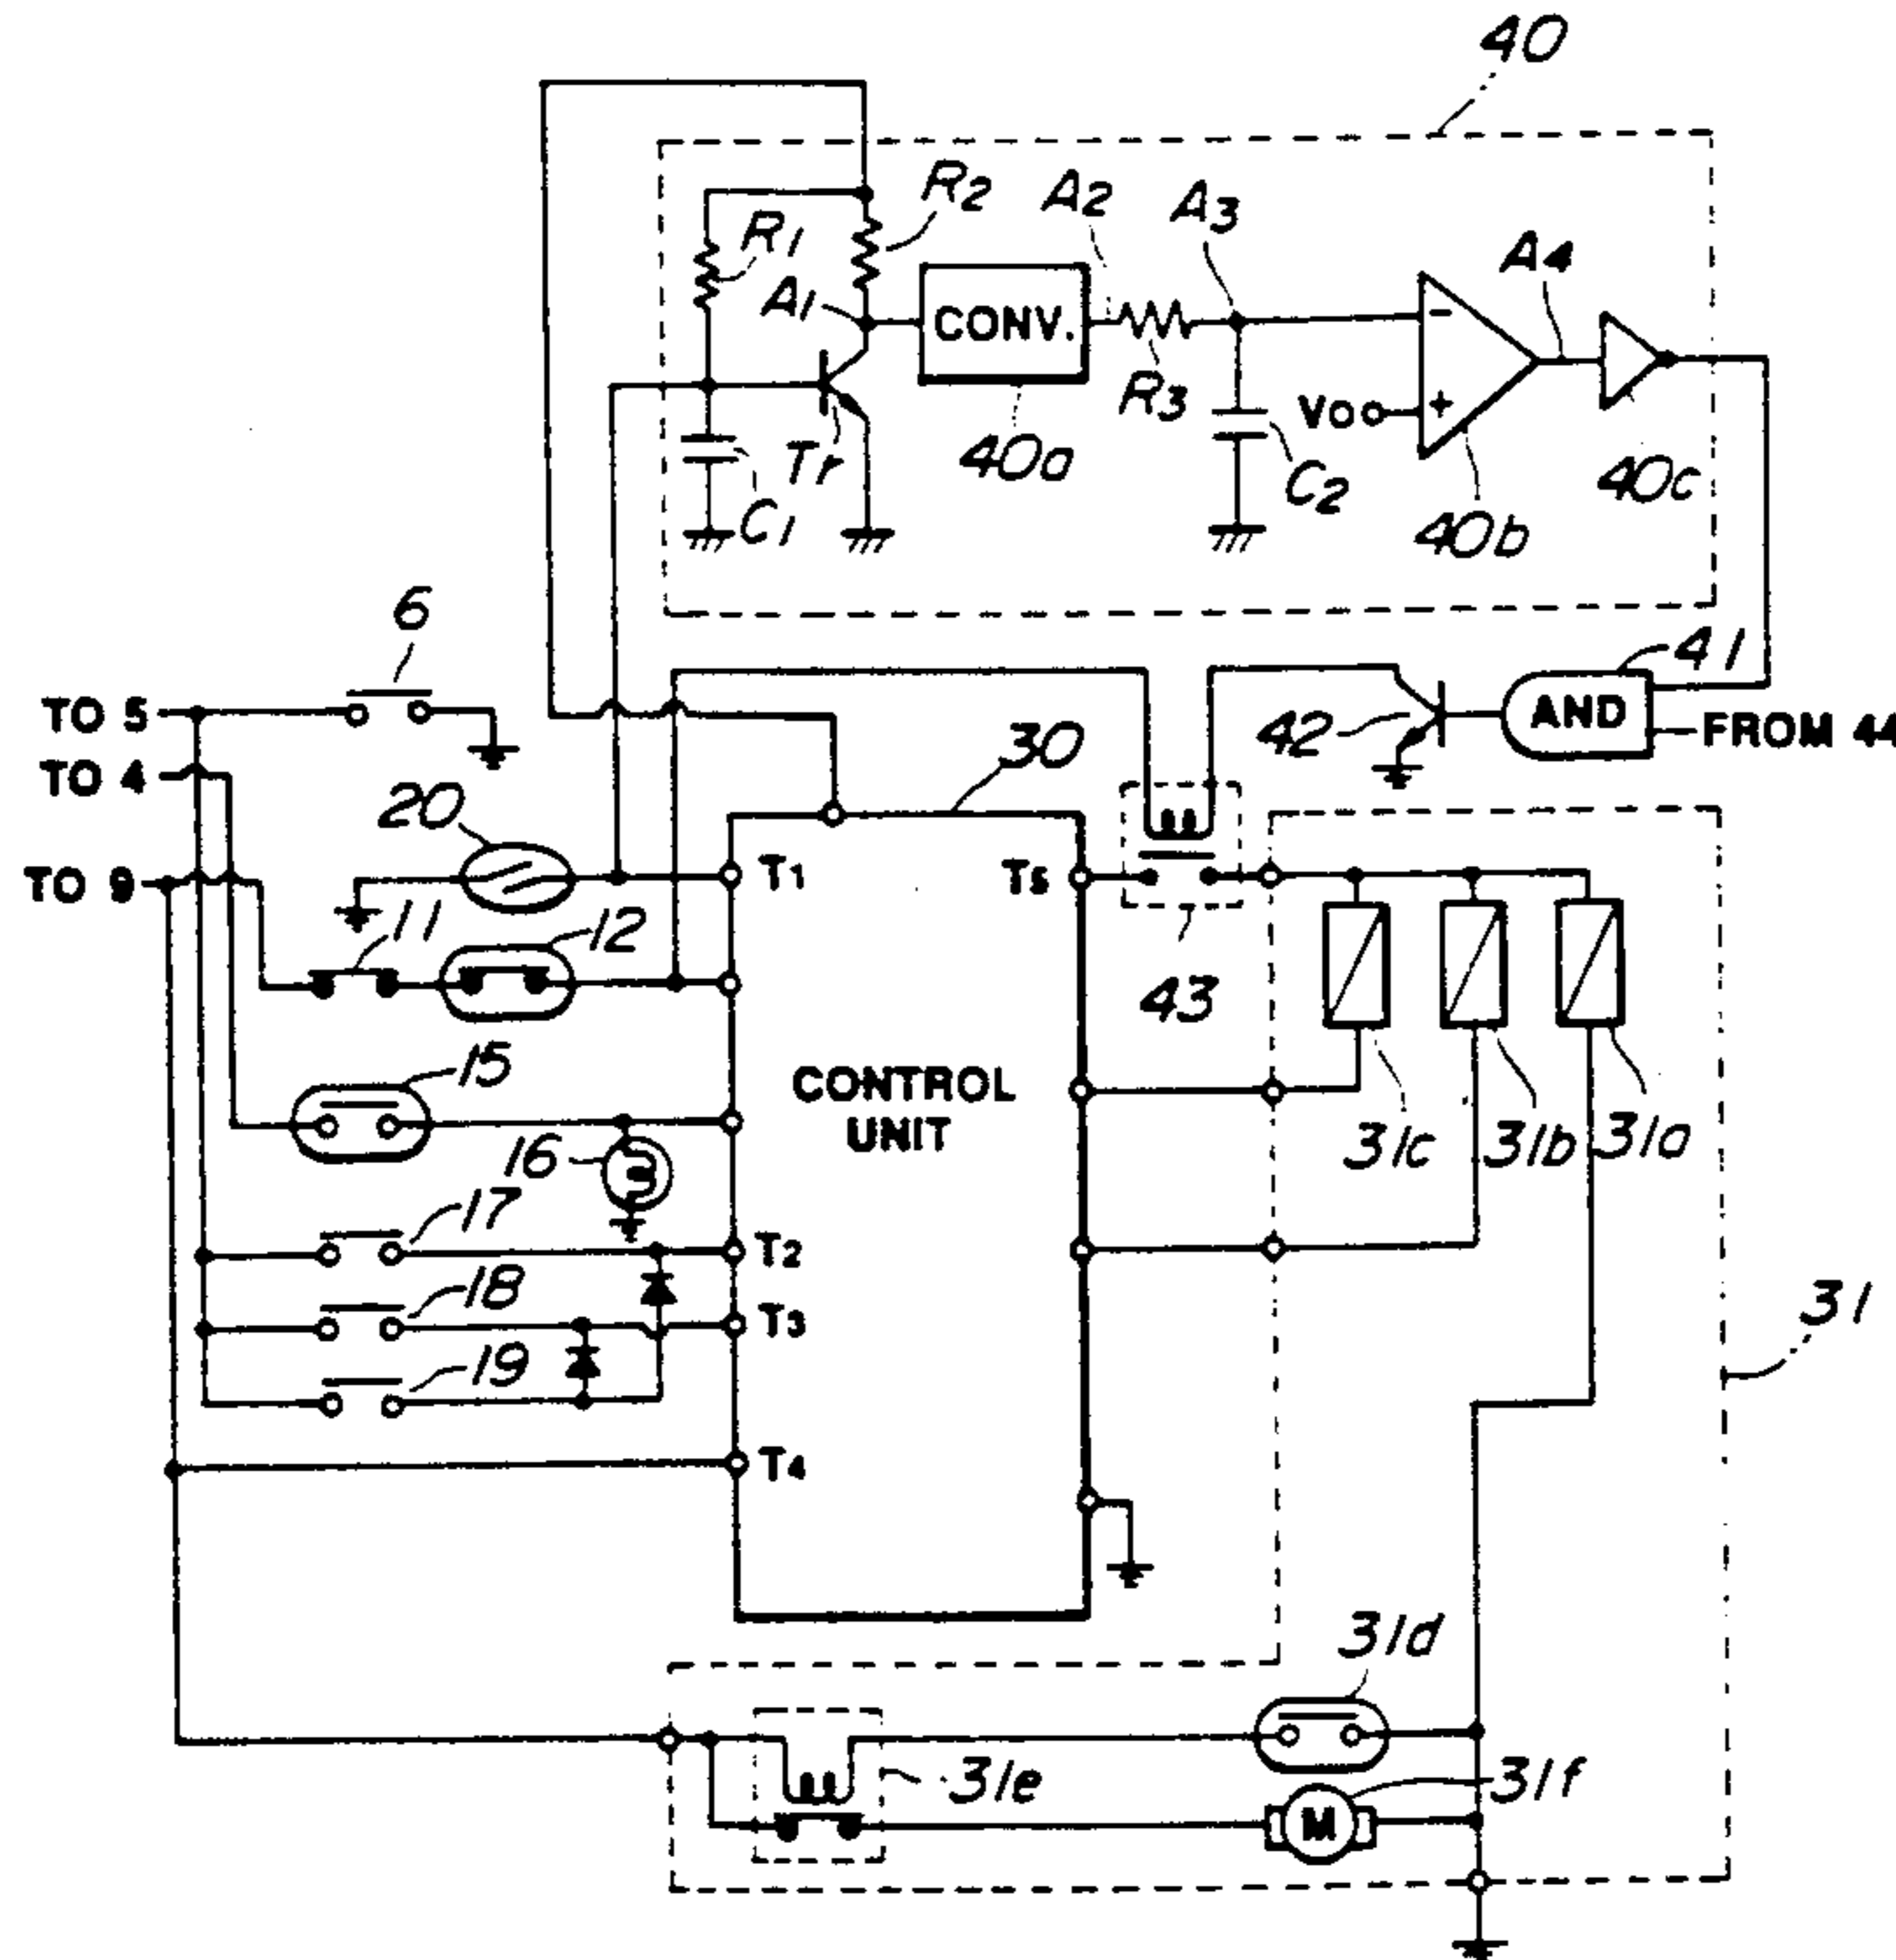 40
R2
A2
A3
R1
A4
A1
CONV.
-
R3
Vo
+
Tr
40a
C2
40c
C1
40b
6
41
TO 5
42
AND
FROM 44
30
TO 4
20
T1
T5
TO 9
11
12
43
15
CONTROL
UNIT
16
31c
31b
31a
17
T2
18
T3
31
19
T4
31d
31e
31f
M